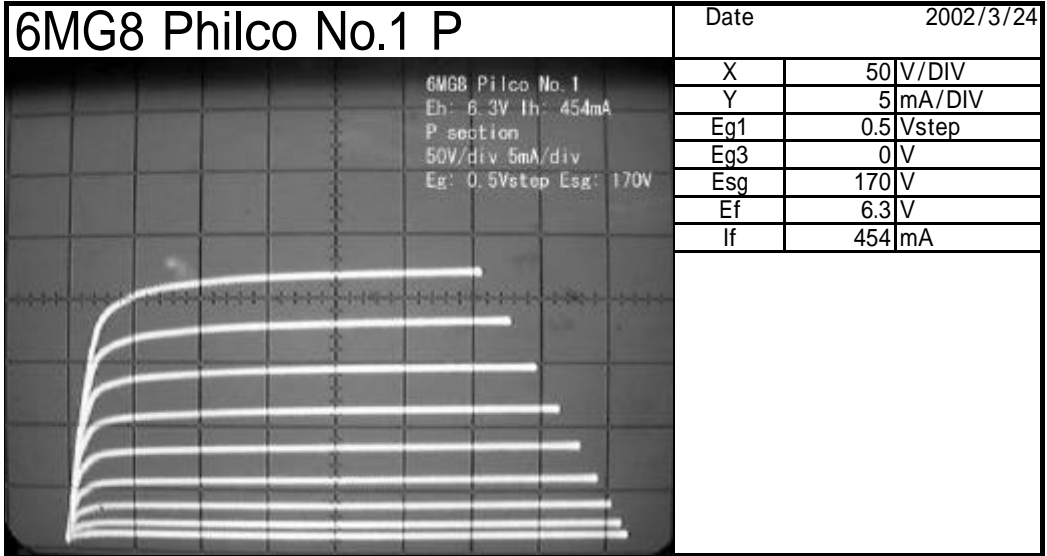 6MG8 Philco No.1 P
Date 2002/3/24
6MG8 Pilco No.1
Eh: 6.3V Ih: 454mA
P section
50V/div 5mA/div
Eg: 0.5Vstep Esg: 170V
X 50 V/DIV
Y 5 mA/DIV
Eg1 0.5 Vstep
Eg3 0 V
Esg 170 V
Ef 6.3 V
If 454 mA